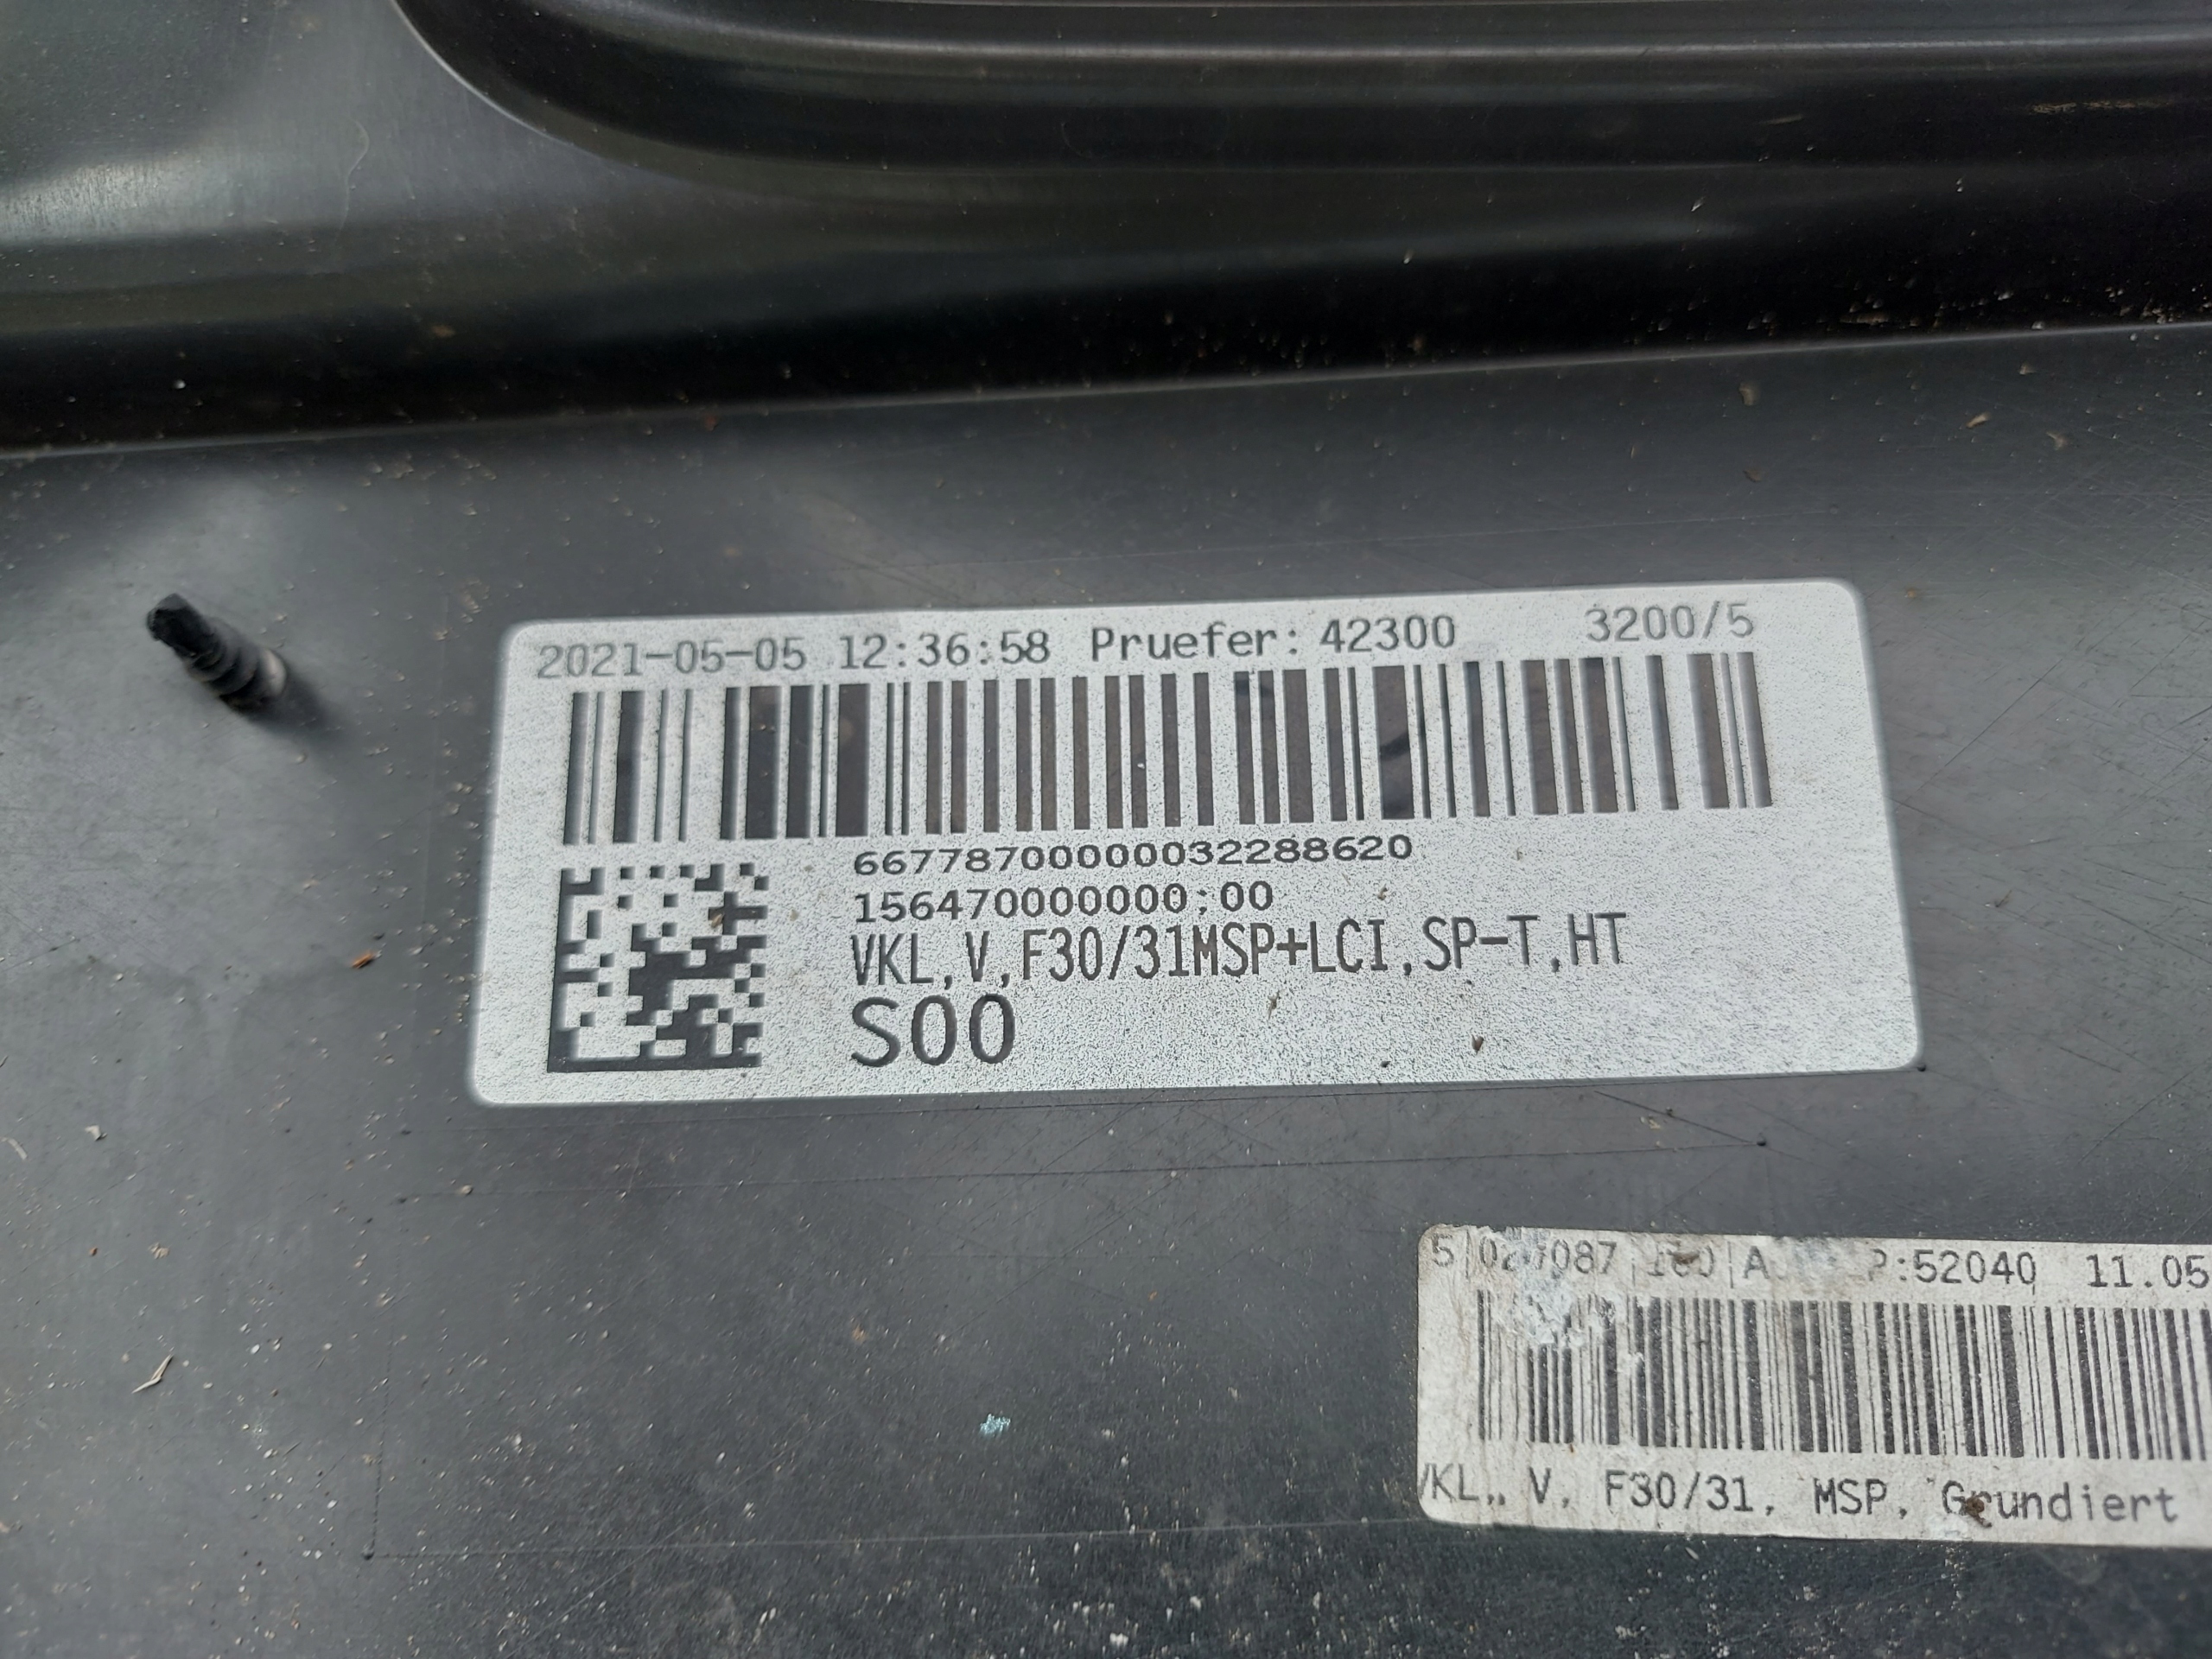 2021-05-05 12:36:58 Pruefer: 42300 3200/5
66778700000032288620
156470000000:00
VKL,V,F30/31MSP+LCI,SP-T,HT
S00
:52040 11.05
VKL,, V, F30/31, MSP, Grundiert